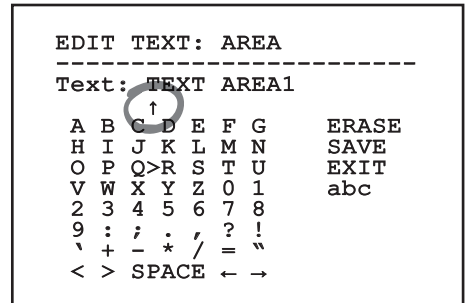 EDIT TEXT: AREA
------------------------
Text: TEXT AREA1
↑
A B C D E F G ERASE
H I J K L M N SAVE
O P Q>R S T U EXIT
V W X Y Z 0 1 abc
2 3 4 5 6 7 8
9 : ; . , ? !
‵ + – * / = ‶
< > SPACE ← →